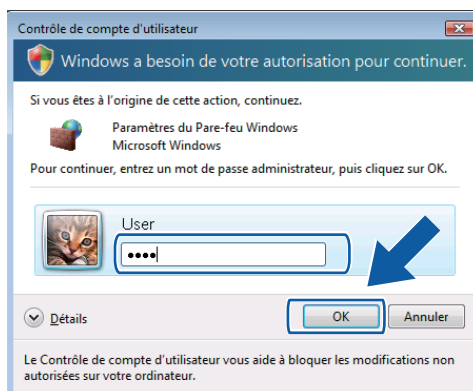 Contrôle de compte d'utilisateur
Windows a besoin de votre autorisation pour continuer.
Si vous êtes à l'origine de cette action, continuez.
Paramètres du Pare-feu Windows
Microsoft Windows
Pour continuer, entrez un mot de passe administrateur, puis cliquez sur OK.
User
••••
Détails
OK
Annuler
Le Contrôle de compte d'utilisateur vous aide à bloquer les modifications non
autorisées sur votre ordinateur.